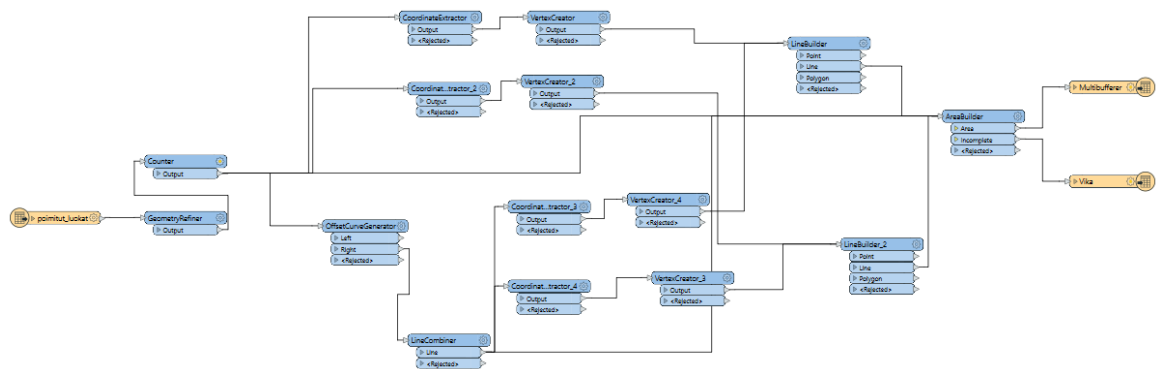 CoordinateExtractor
Output
<Rejected>
VertexCreator
Output
<Rejected>
LineBuilder
Point
Line
Polygon
<Rejected>
Coordinat...tractor_2
Output
<Rejected>
VertexCreator_2
Output
<Rejected>
Multibufferer
AreaBuilder
Area
Incomplete
<Rejected>
Counter
Output
Vika
poimitut_luokat
GeometryRefiner
Output
OffsetCurveGenerator
Left
Right
<Rejected>
Coordinat...tractor_3
Output
<Rejected>
VertexCreator_4
Output
<Rejected>
LineBuilder_2
Point
Line
Polygon
<Rejected>
Coordinat...tractor_4
Output
<Rejected>
VertexCreator_3
Output
<Rejected>
LineCombiner
Line
<Rejected>